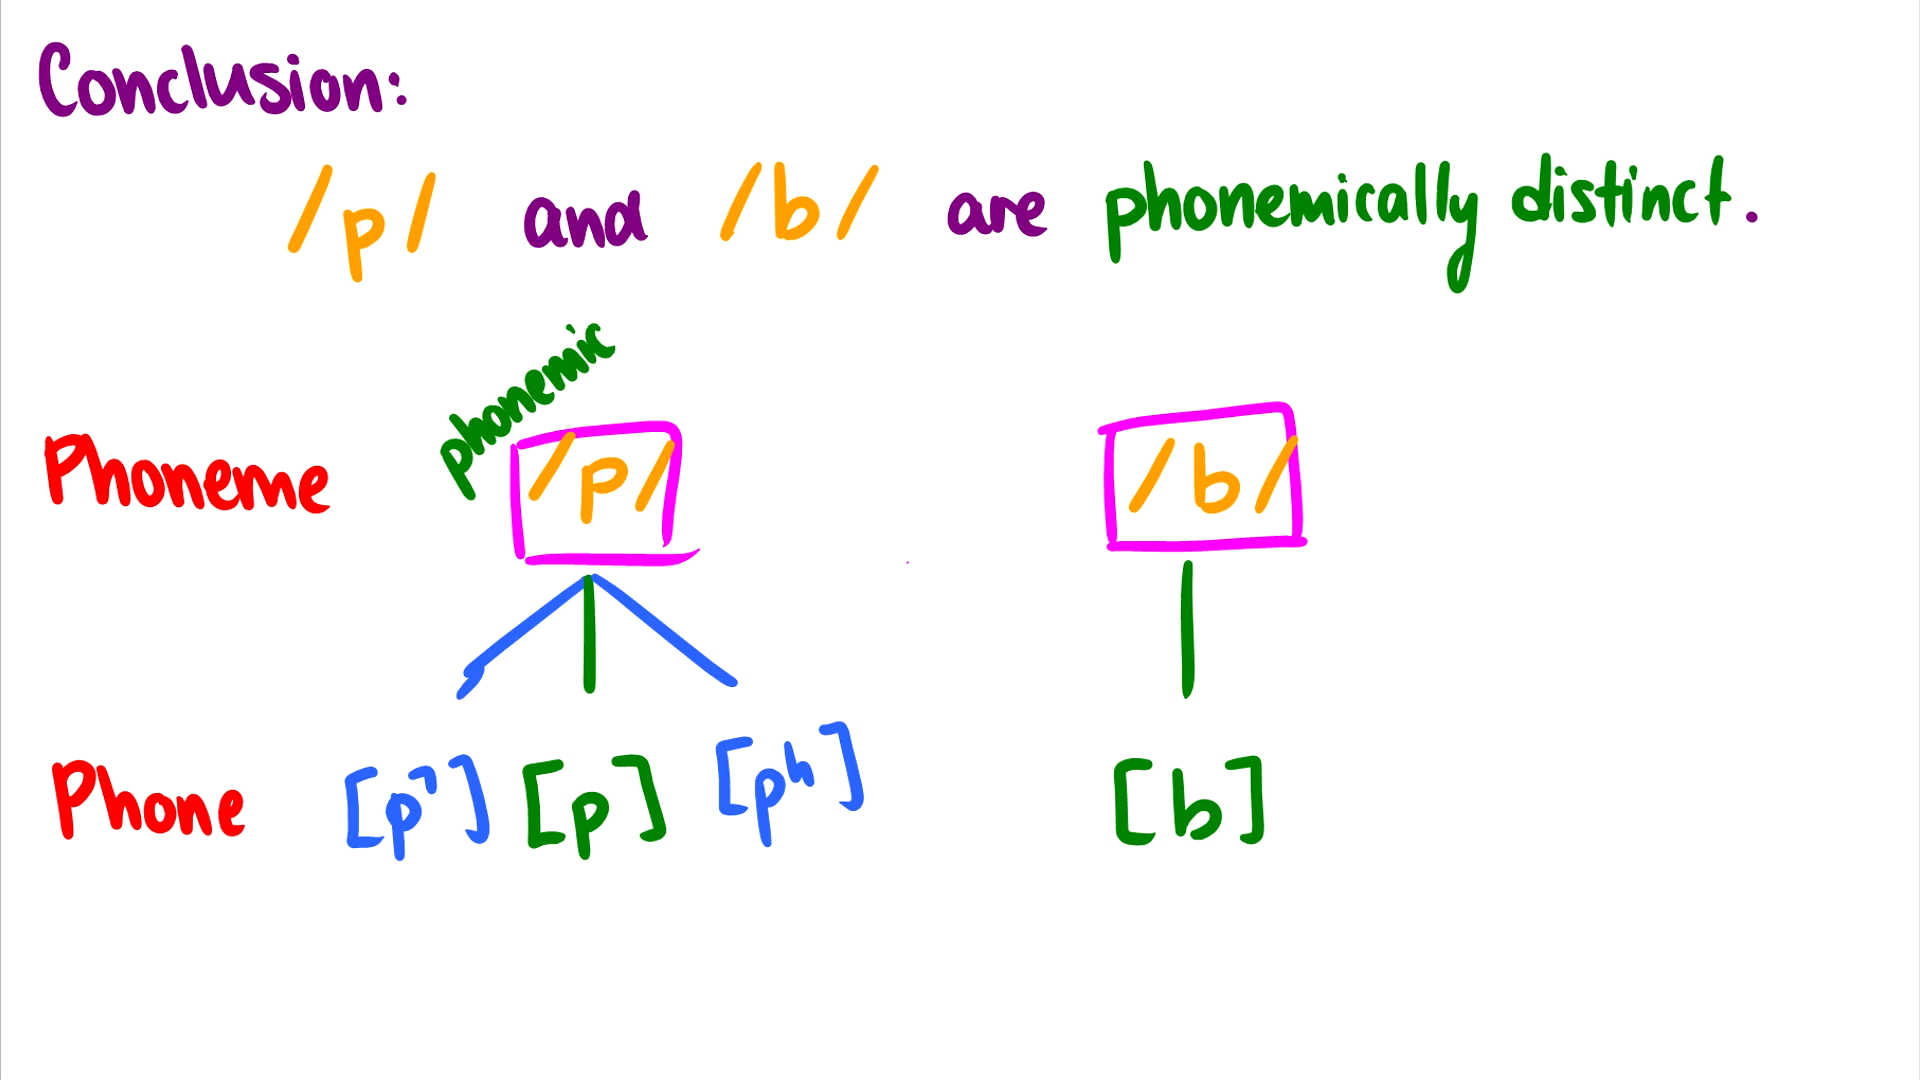 Conclusion:
/p/ and /b/ are phonemically distinct.
phonemic
Phoneme /p/ /b/
Phone [p̚] [p] [pʰ] [b]